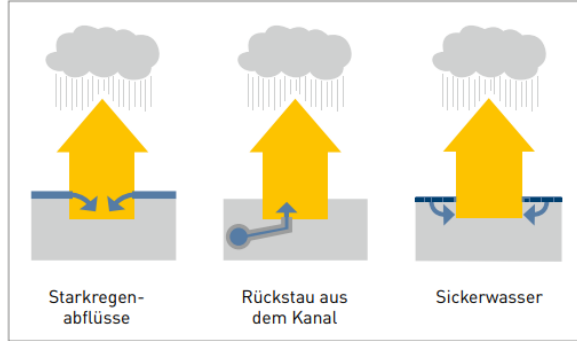 Starkregen-
abflüsse
Rückstau aus
dem Kanal
Sickerwasser